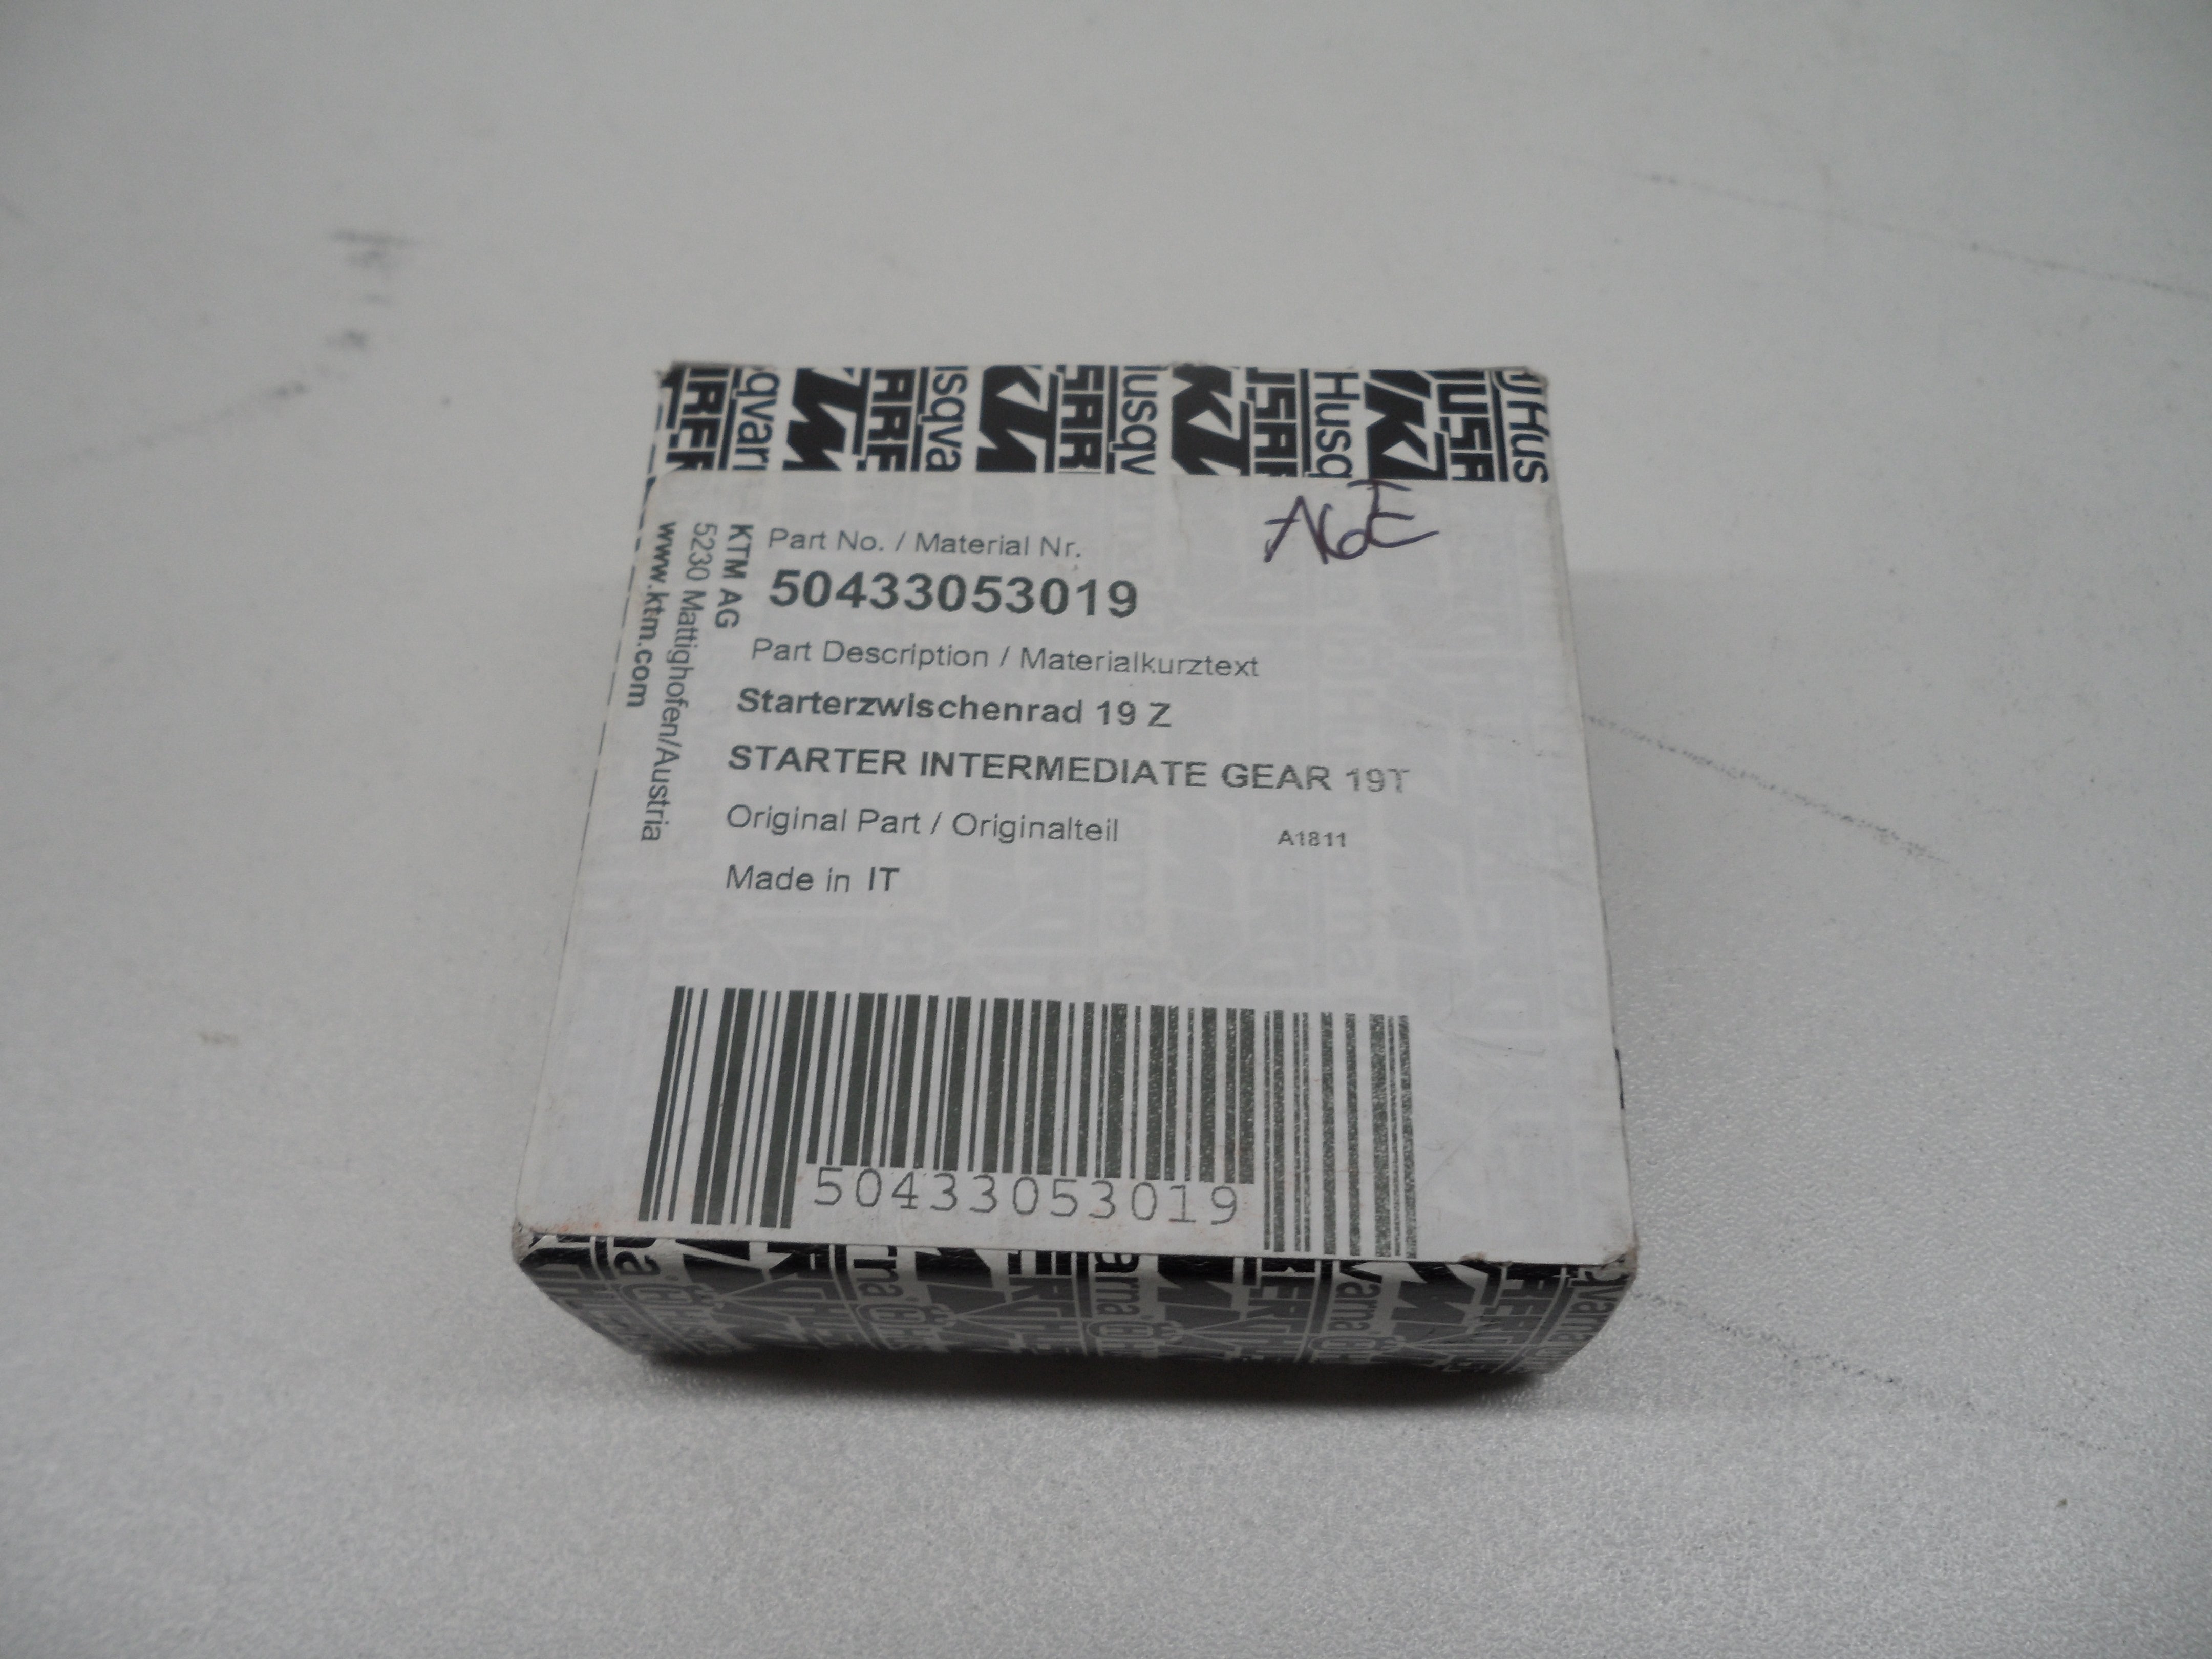 Part No. / Material Nr.
50433053019
Part Description / Materialkurztext
Starterzwischenrad 19 Z
STARTER INTERMEDIATE GEAR 19T
Original Part / Originalteil
A1811
Made in IT
KTM AG
5230 Mattighofen/Austria
www.ktm.com
50433053019